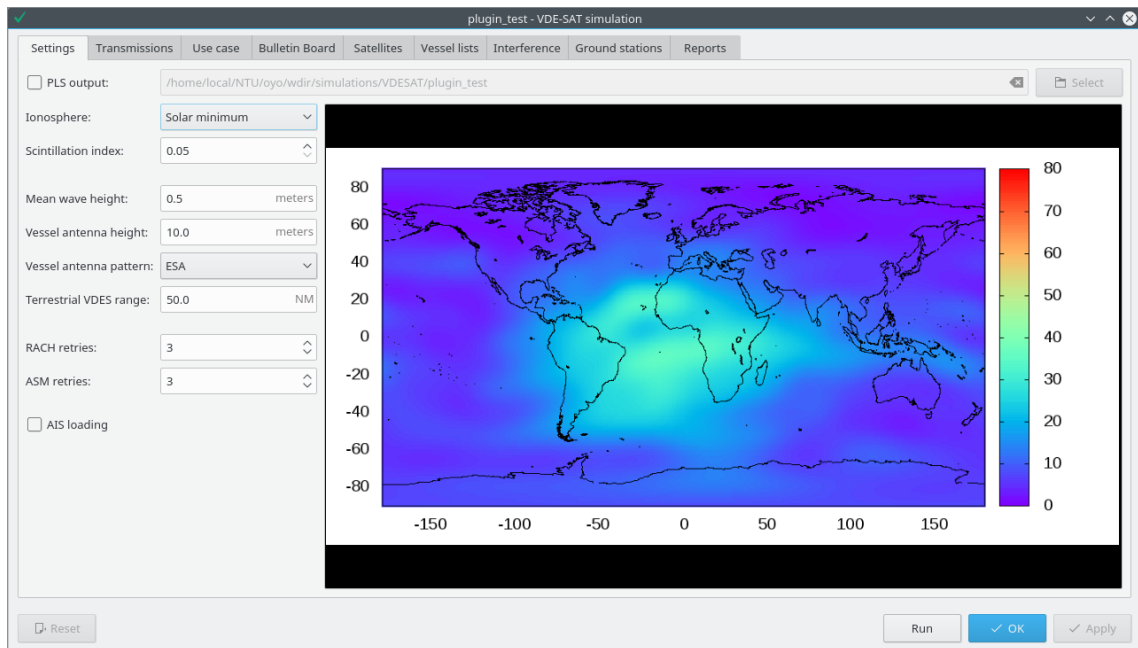 plugin_test - VDE-SAT simulation
Settings Transmissions Use case Bulletin Board Satellites Vessel lists Interference Ground stations Reports
PLS output: /home/local/NTU/oyo/wdir/simulations/VDESAT/plugin_test Select
Ionosphere: Solar minimum
Scintillation index: 0.05
Mean wave height: 0.5 meters
Vessel antenna height: 10.0 meters
Vessel antenna pattern: ESA
Terrestrial VDES range: 50.0 NM
RACH retries: 3
ASM retries: 3
AIS loading
80
60
40
20
0
-20
-40
-60
-80
-150 -100 -50 0 50 100 150
80
70
60
50
40
30
20
10
0
Reset Run OK Apply